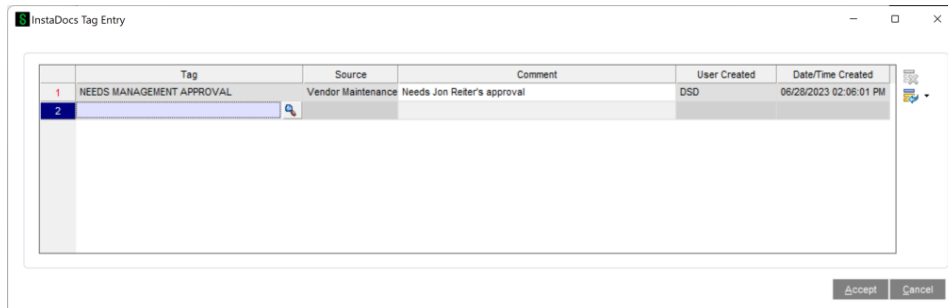 S InstaDocs Tag Entry
Tag Source Comment User Created Date/Time Created
1 NEEDS MANAGEMENT APPROVAL Vendor Maintenance Needs Jon Reiter's approval DSD 06/28/2023 02:06:01 PM
2
Accept Cancel